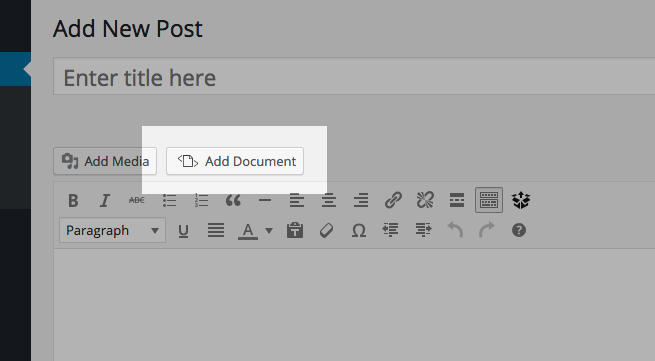 Add New Post
Enter title here
Add Media
Add Document
B I ABC
Paragraph U A T Ω ?